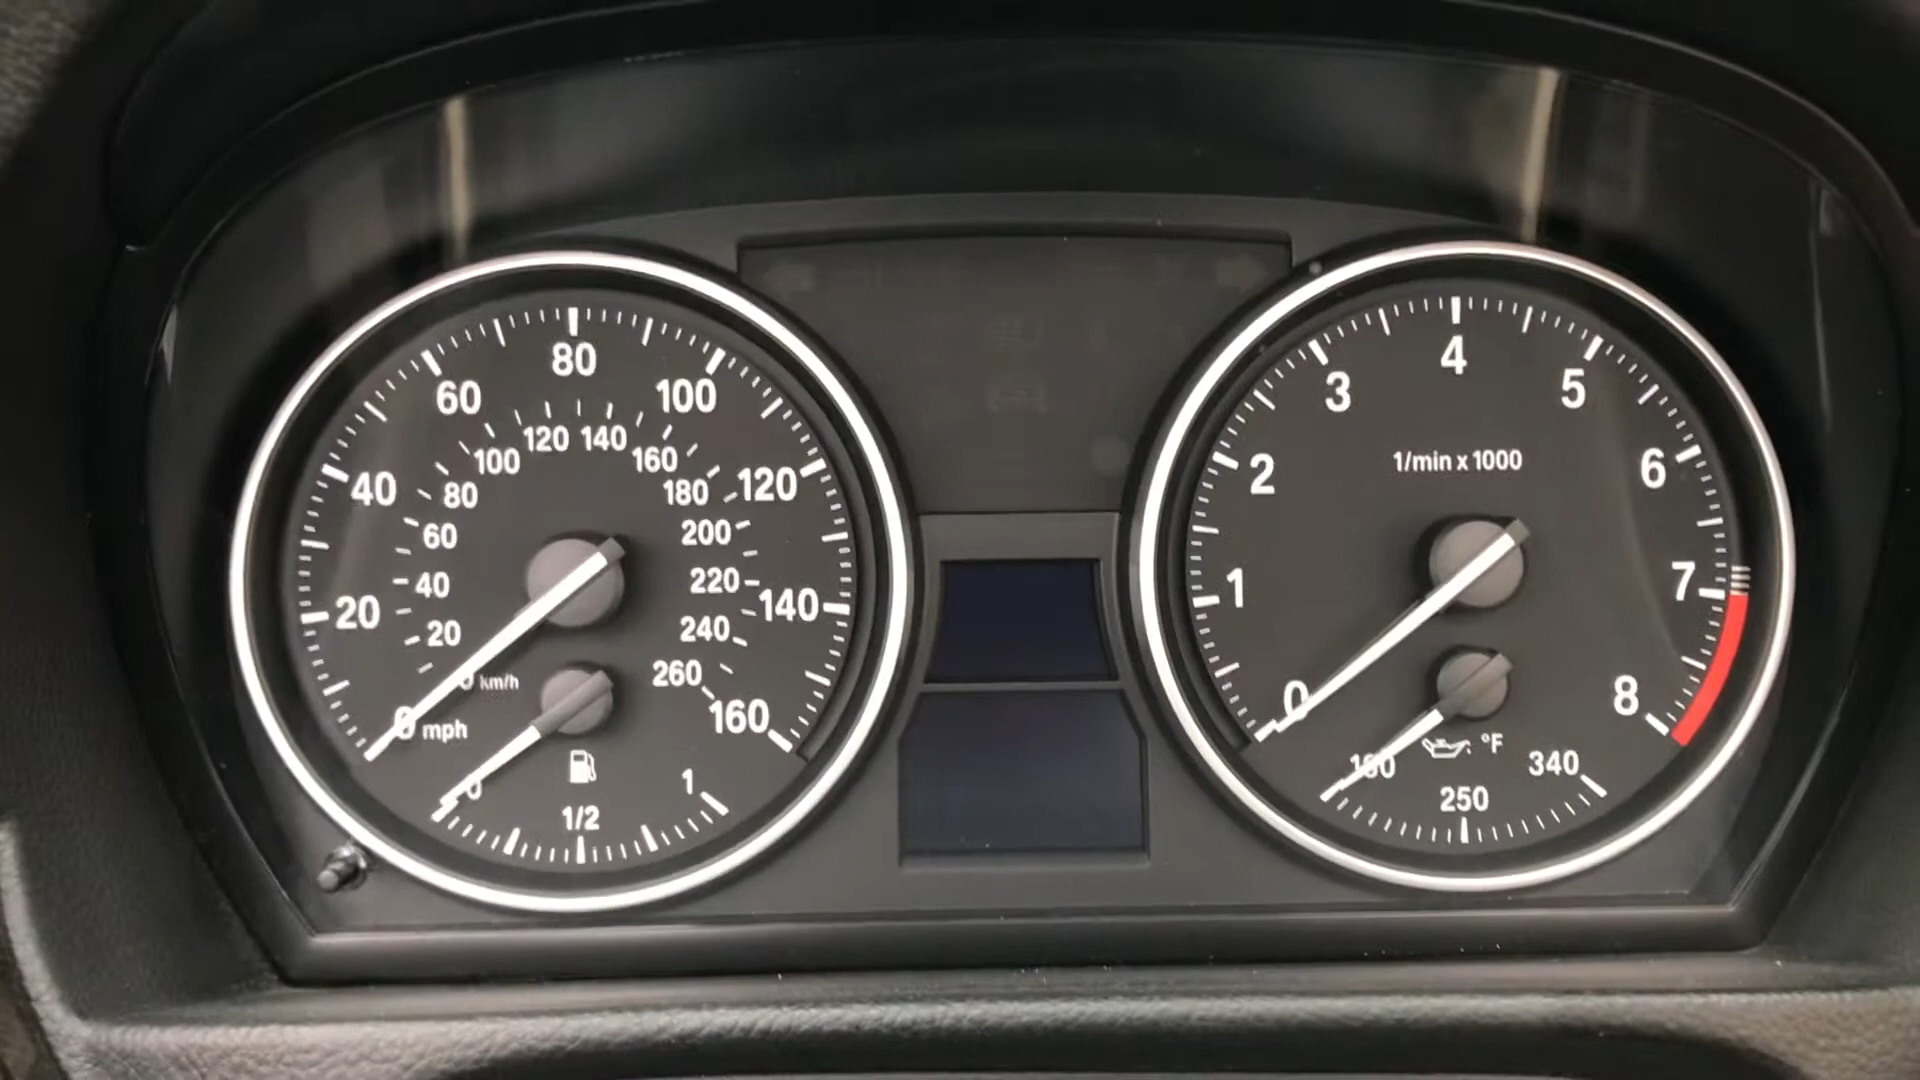 80
60 100
120 140
100 160
40 80 180 120
60 200
40 220
20 140
20 240
0 km/h 260
0 mph 160
0 1/2 1
4
3 5
1/min x 1000
2 6
1 7
0 8
°F
340
250